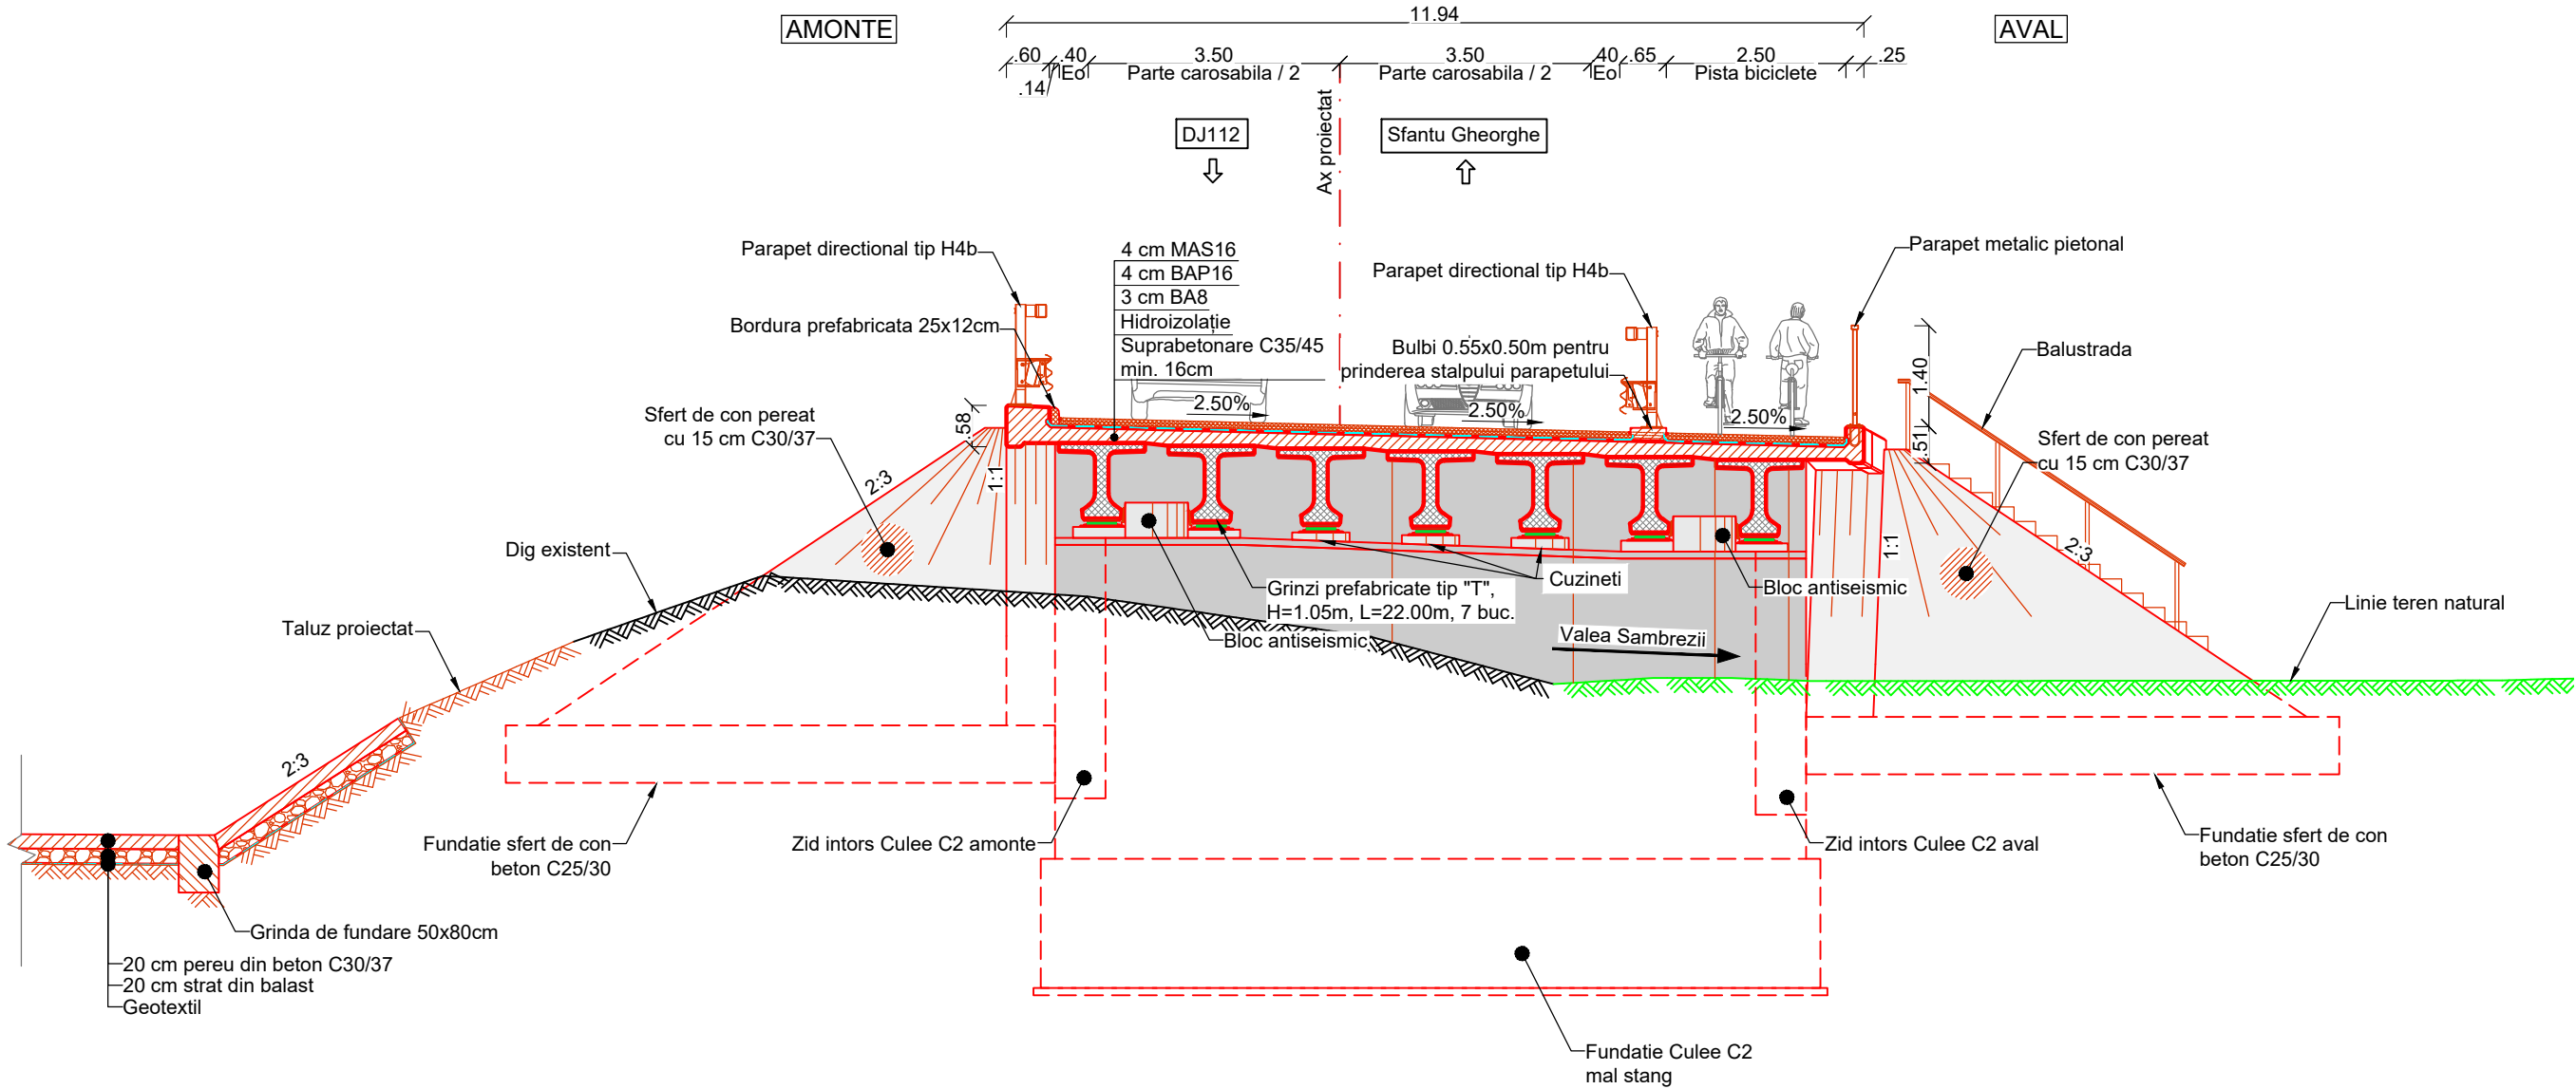 AMONTE
11.94
AVAL
.60
.40
3.50
3.50
.40
.65
2.50
.25
Eo
Parte carosabila / 2
Parte carosabila / 2
Eo
Pista biciclete
.14
Ax proiectat
DJ112
Sfantu Gheorghe
Parapet directional tip H4b
4 cm MAS16
4 cm BAP16
3 cm BA8
Hidroizolație
Suprabetonare C35/45
min. 16cm
Parapet directional tip H4b
Parapet metalic pietonal
Bordura prefabricata 25x12cm
Bulbi 0.55x0.50m pentru
prinderea stalpului parapetului
1.40
Balustrada
2.50%
2.50%
2.50%
Sfert de con pereat
cu 15 cm C30/37
.58
.51
Sfert de con pereat
cu 15 cm C30/37
2:3
1:1
1:1
2:3
Dig existent
Grinzi prefabricate tip "T",
H=1.05m, L=22.00m, 7 buc.
Cuzineti
Bloc antiseismic
Bloc antiseismic
Linie teren natural
Taluz proiectat
Valea Sambrezii
2:3
Fundatie sfert de con
beton C25/30
Zid intors Culee C2 amonte
Zid intors Culee C2 aval
Fundatie sfert de con
beton C25/30
Grinda de fundare 50x80cm
20 cm pereu din beton C30/37
20 cm strat din balast
Geotextil
Fundatie Culee C2
mal stang